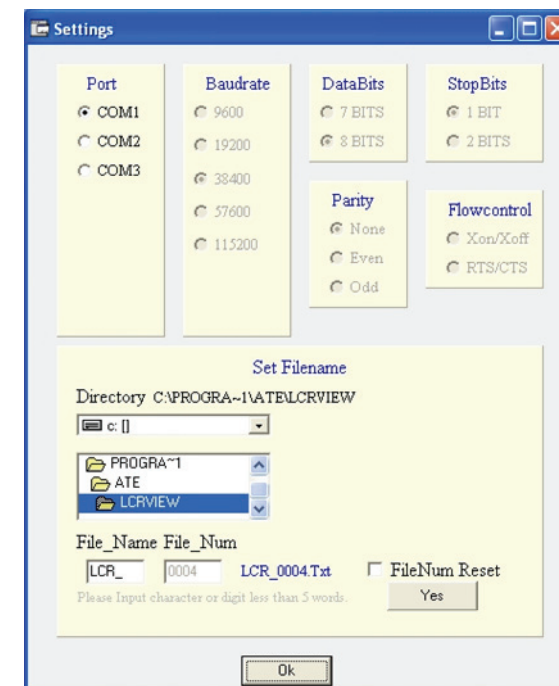 Settings
Port
COM1
COM2
COM3
Baudrate
9600
19200
38400
57600
115200
DataBits
7 BITS
8 BITS
StopBits
1 BIT
2 BITS
Parity
None
Even
Odd
Flowcontrol
Xon/Xoff
RTS/CTS
Set Filename
Directory C:\PROGRA~1\ATE\LCRVIEW
c: []
PROGRA~1
ATE
LCRVIEW
File_Name File_Num
LCR_ 0004 LCR_0004.Txt FileNum Reset
Please Input character or digit less than 5 words. Yes
Ok